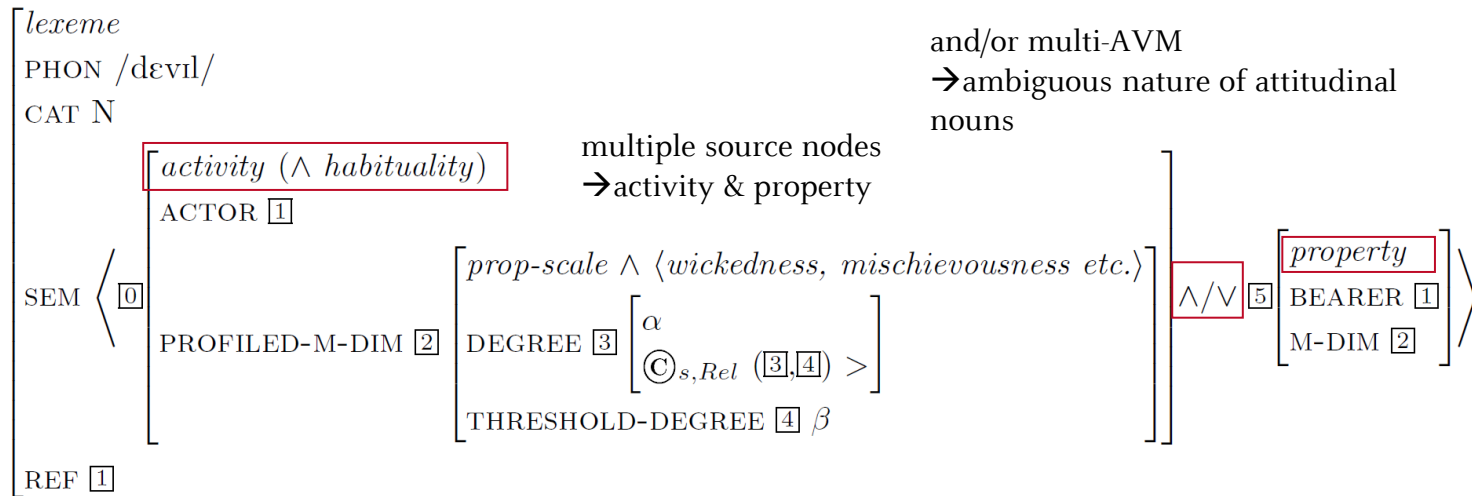 lexeme
PHON /dɛvɪl/
CAT N
and/or multi-AVM
→ambiguous nature of attitudinal
nouns
multiple source nodes
→activity & property
SEM ⟨ 0 activity (∧ habituality)
ACTOR 1
PROFILED-M-DIM 2 prop-scale ∧ ⟨wickedness, mischievousness etc.⟩
DEGREE 3 α
©s,Rel (3,4) >
THRESHOLD-DEGREE 4 β
∧/∨ 5 property
BEARER 1
M-DIM 2 ⟩
REF 1